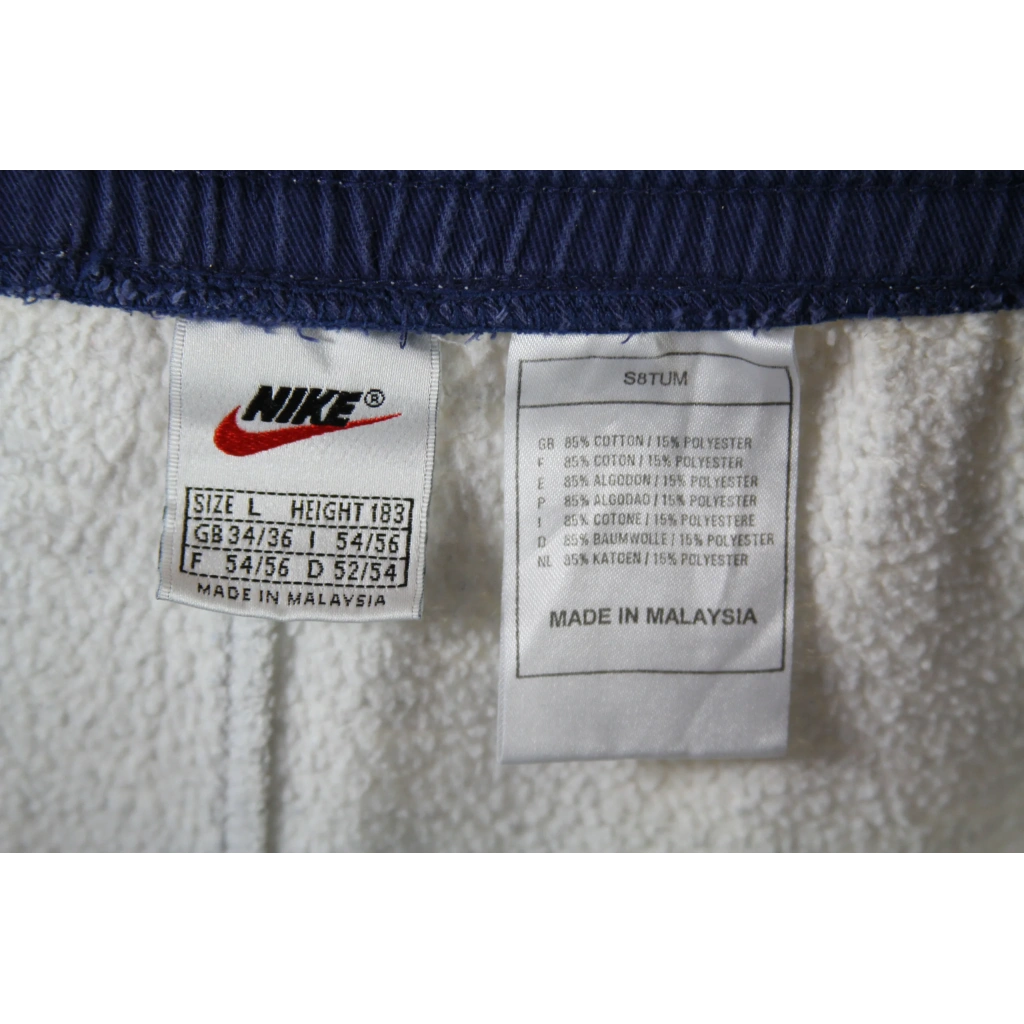 NIKE®
SIZE L HEIGHT 183
GB 34/36 I 54/56
F 54/56 D 52/54
MADE IN MALAYSIA
S8TUM
GB 85% COTTON / 15% POLYESTER
F 85% COTON / 15% POLYESTER
E 85% ALGODON / 15% POLYESTER
P 85% ALGODAO / 15% POLYESTER
I 85% COTONE / 15% POLYESTERE
D 85% BAUMWOLLE / 15% POLYESTER
NL 85% KATOEN / 15% POLYESTER
MADE IN MALAYSIA